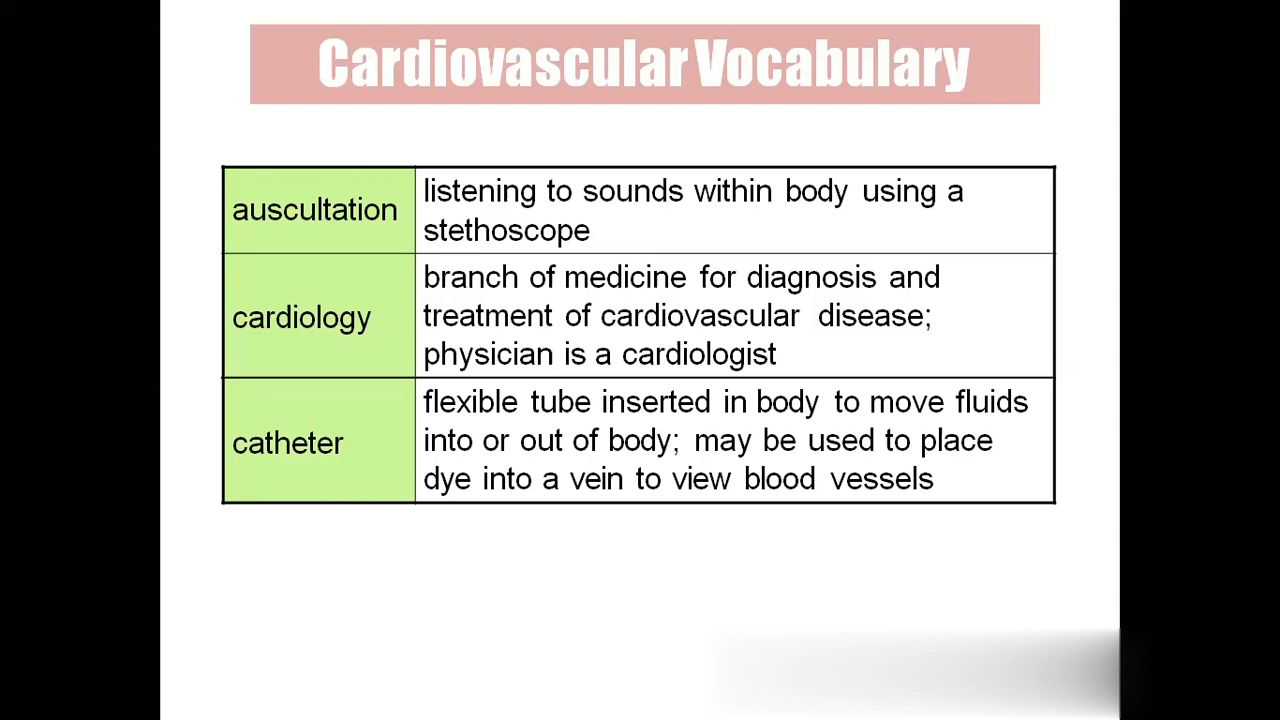 Cardiovascular Vocabulary
auscultation
listening to sounds within body using a
stethoscope
cardiology
branch of medicine for diagnosis and
treatment of cardiovascular disease;
physician is a cardiologist
catheter
flexible tube inserted in body to move fluids
into or out of body; may be used to place
dye into a vein to view blood vessels